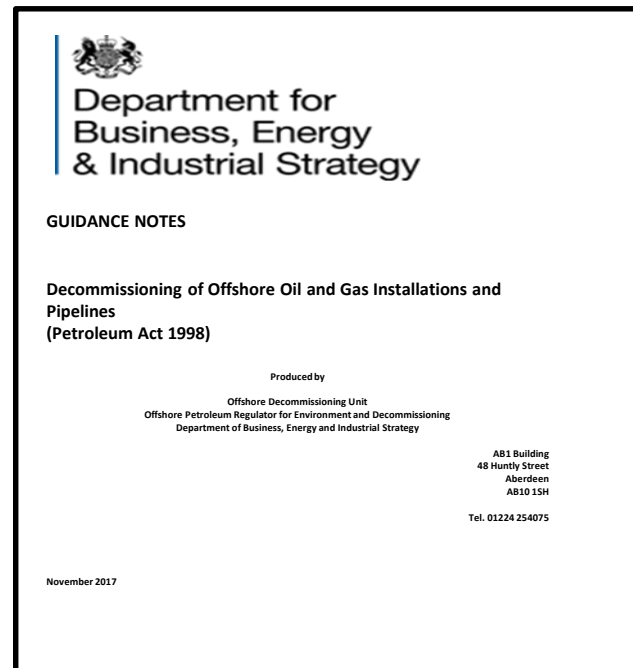 Department for
Business, Energy
& Industrial Strategy
GUIDANCE NOTES
Decommissioning of Offshore Oil and Gas Installations and
Pipelines
(Petroleum Act 1998)
Produced by
Offshore Decommissioning Unit
Offshore Petroleum Regulator for Environment and Decommissioning
Department of Business, Energy and Industrial Strategy
AB1 Building
48 Huntly Street
Aberdeen
AB10 1SH
Tel. 01224 254075
November 2017